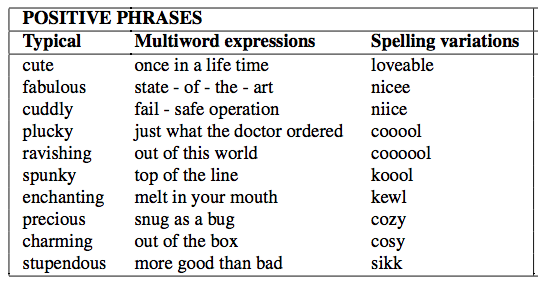 POSITIVE PHRASES
Typical Multiword expressions Spelling variations
cute once in a life time loveable
fabulous state - of - the - art nicee
cuddly fail - safe operation niice
plucky just what the doctor ordered cooool
ravishing out of this world coooool
spunky top of the line koool
enchanting melt in your mouth kewl
precious snug as a bug cozy
charming out of the box cosy
stupendous more good than bad sikk